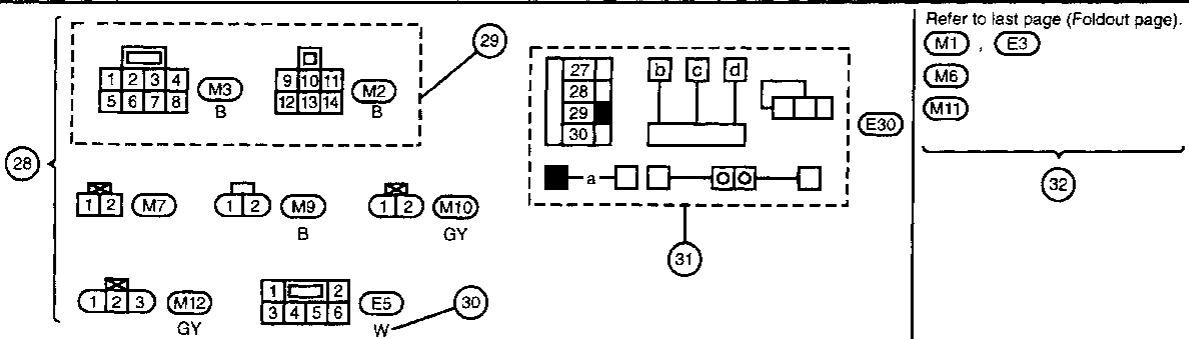 Refer to last page (Foldout page).
M1 , E3
M6
M11
32
28
29
1 2 3 4
5 6 7 8
M3
B
9 10 11
12 13 14
M2
B
27
28
29
30
b c d
a
E30
31
1 2
M7
1 2
M9
B
1 2
M10
GY
1 2 3
M12
GY
1 2
3 4 5 6
E5
W
30